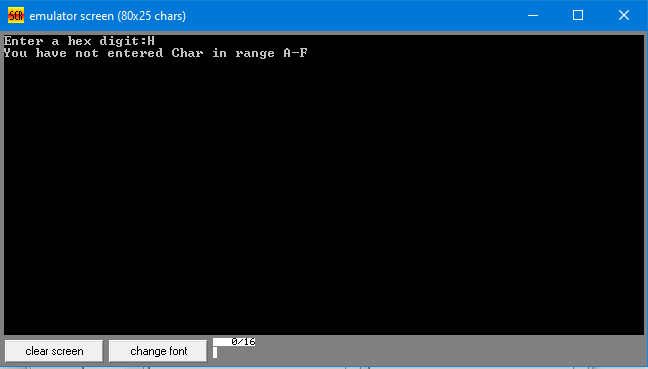 SCR emulator screen (80x25 chars)
Enter a hex digit:H
You have not entered Char in range A-F
clear screen change font 0/16